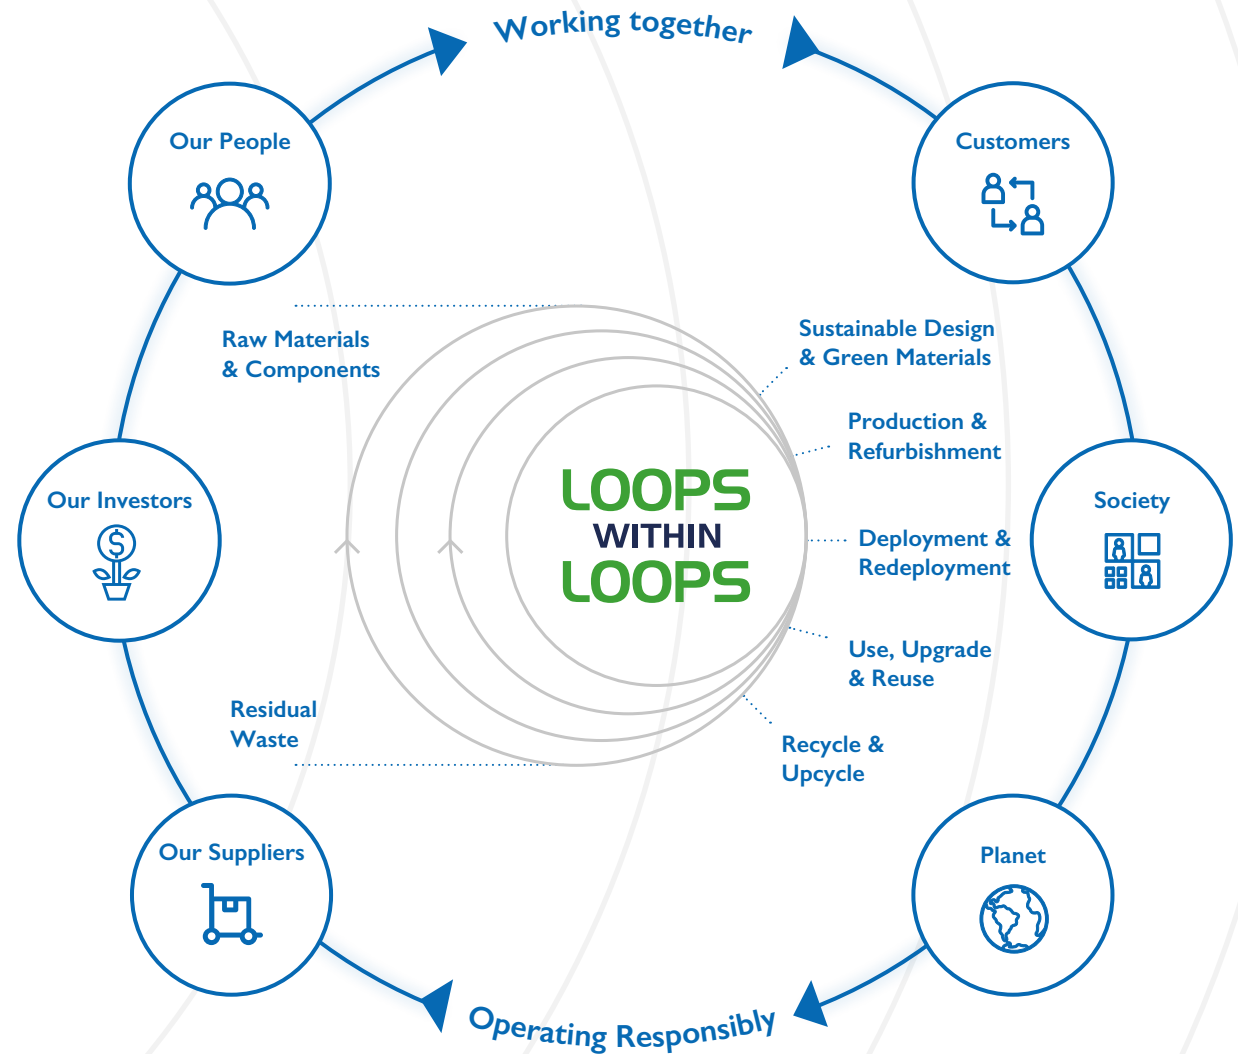 Working together
Our People
Customers
Raw Materials
& Components
Sustainable Design
& Green Materials
Production &
Refurbishment
LOOPS
WITHIN
LOOPS
Our Investors
$
Society
Deployment &
Redeployment
Use, Upgrade
& Reuse
Residual
Waste
Recycle &
Upcycle
Our Suppliers
Planet
Operating Responsibly